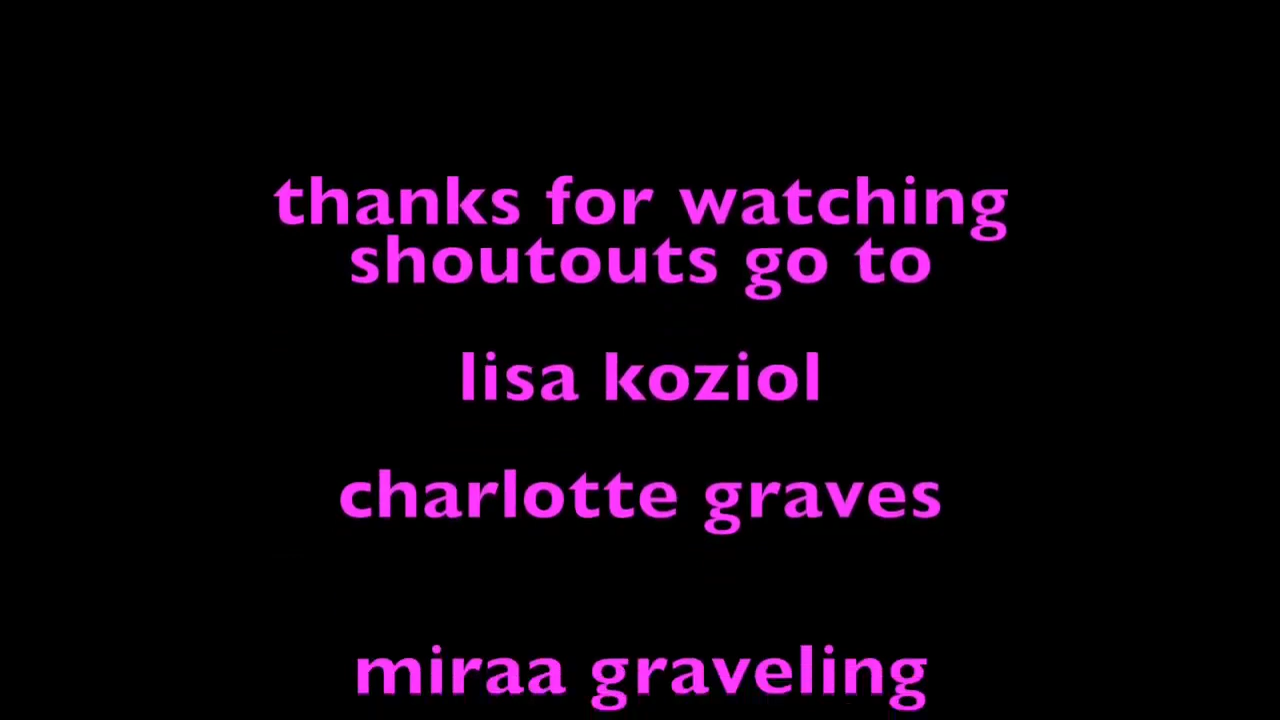 thanks for watching
shoutouts go to
lisa koziol
charlotte graves
miraa graveling